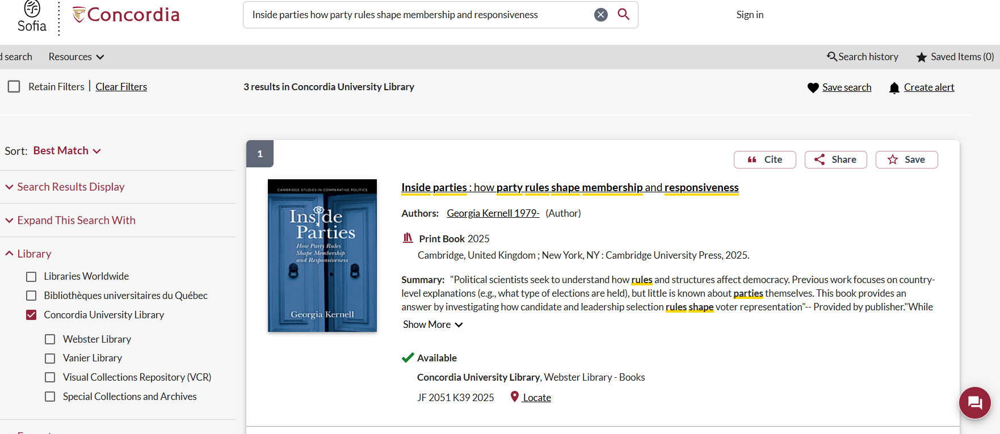 Sofia
Concordia
Inside parties how party rules shape membership and responsiveness
Sign in
d search
Resources
Search history
Saved Items (0)
Retain Filters
Clear Filters
3 results in Concordia University Library
Save search
Create alert
Sort: Best Match
Search Results Display
Expand This Search With
Library
Libraries Worldwide
Bibliothèques universitaires du Québec
Concordia University Library
Webster Library
Vanier Library
Visual Collections Repository (VCR)
Special Collections and Archives
1
Cite
Share
Save
CAMBRIDGE STUDIES IN COMPARATIVE POLITICS
Inside
Parties
How Party Rules
Shape Membership
and Responsiveness
Georgia Kernell
Inside parties : how party rules shape membership and responsiveness
Authors: Georgia Kernell 1979- (Author)
Print Book 2025
Cambridge, United Kingdom ; New York, NY : Cambridge University Press, 2025.
Summary: "Political scientists seek to understand how rules and structures affect democracy. Previous work focuses on country-
level explanations (e.g., what type of elections are held), but little is known about parties themselves. This book provides an
answer by investigating how candidate and leadership selection rules shape voter representation"-- Provided by publisher."While
Show More
Available
Concordia University Library, Webster Library - Books
JF 2051 K39 2025
Locate